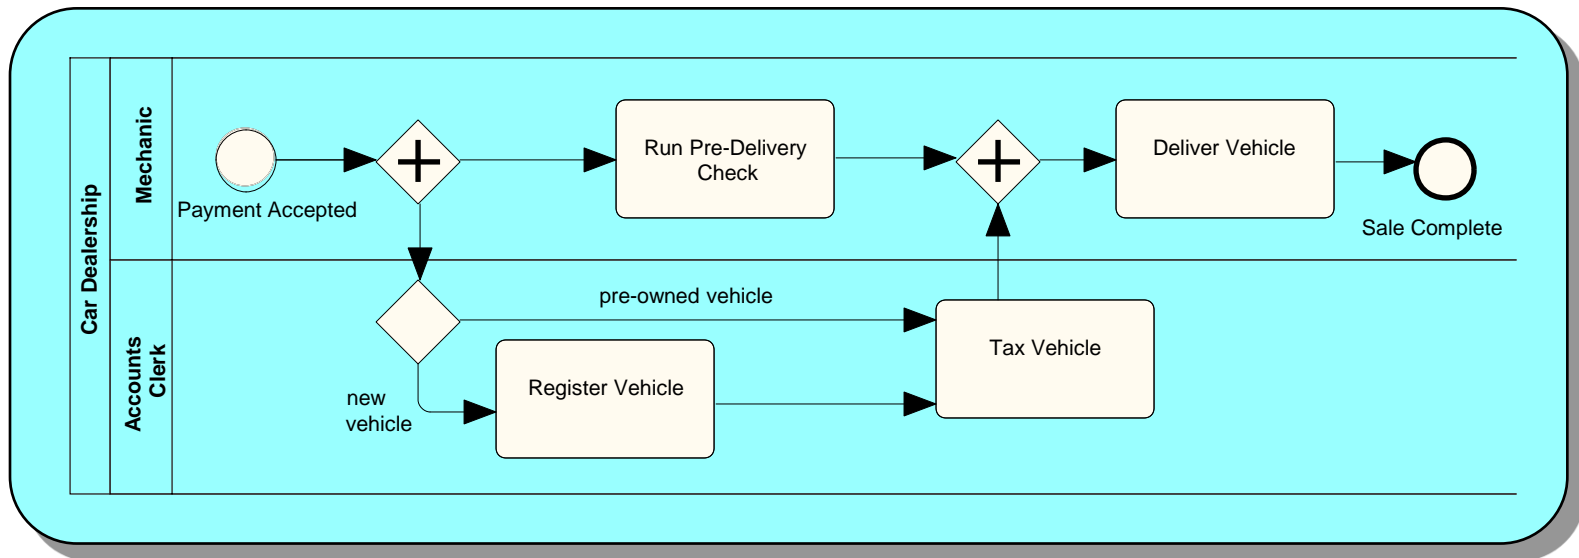 Car Dealership
Mechanic
Payment Accepted
Run Pre-Delivery
Check
Deliver Vehicle
Sale Complete
Accounts
Clerk
pre-owned vehicle
new
vehicle
Register Vehicle
Tax Vehicle